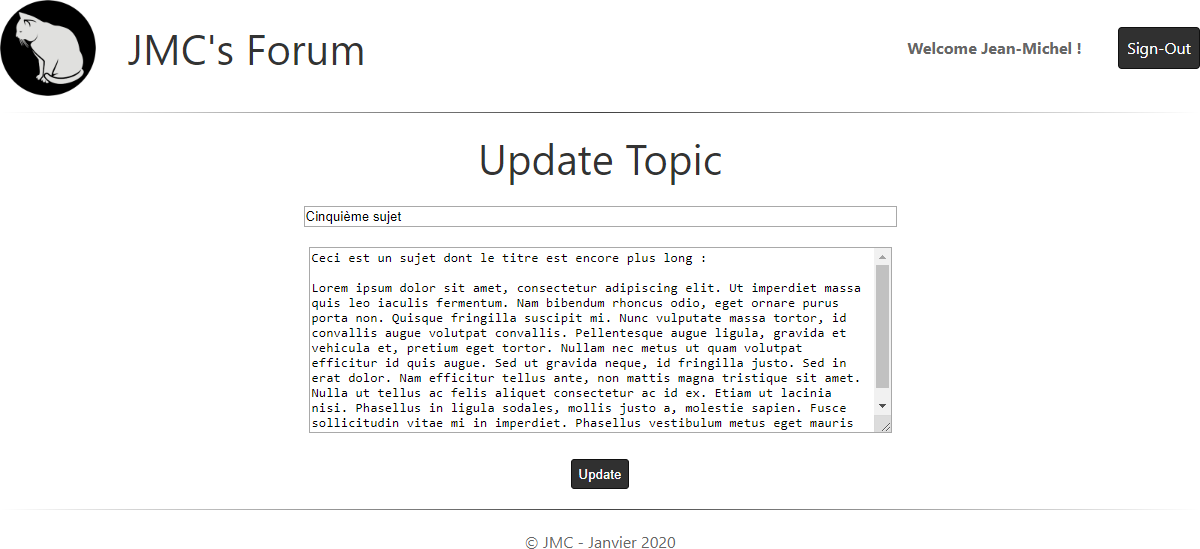 JMC's Forum
Welcome Jean-Michel !
Sign-Out
Update Topic
Cinquième sujet
Ceci est un sujet dont le titre est encore plus long :
Lorem ipsum dolor sit amet, consectetur adipiscing elit. Ut imperdiet massa
quis leo iaculis fermentum. Nam bibendum rhoncus odio, eget ornare purus
porta non. Quisque fringilla suscipit mi. Nunc vulputate massa tortor, id
convallis augue volutpat convallis. Pellentesque augue ligula, gravida et
vehicula et, pretium eget tortor. Nullam nec metus ut quam volutpat
efficitur id quis augue. Sed ut gravida neque, id fringilla justo. Sed in
erat dolor. Nam efficitur tellus ante, non mattis magna tristique sit amet.
Nulla ut tellus ac felis aliquet consectetur ac id ex. Etiam ut lacinia
nisi. Phasellus in ligula sodales, mollis justo a, molestie sapien. Fusce
sollicitudin vitae mi in imperdiet. Phasellus vestibulum metus eget mauris
Update
© JMC - Janvier 2020